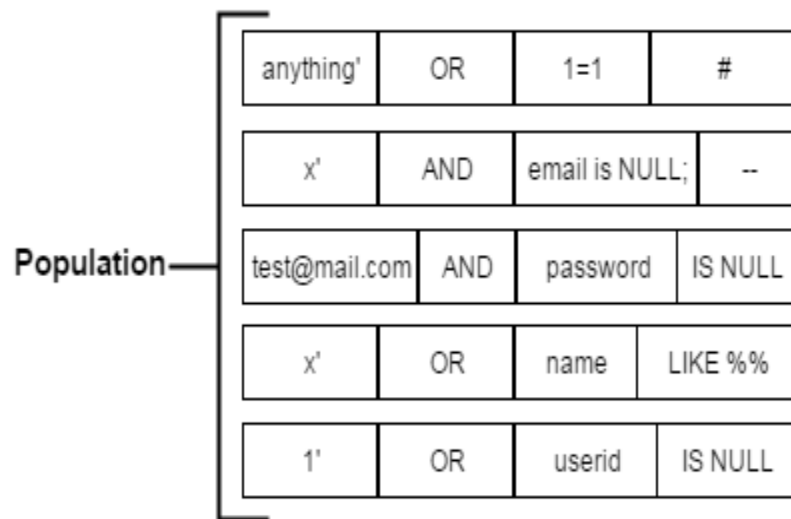 anything' OR 1=1 #
x' AND email is NULL; --
Population
test@mail.com AND password IS NULL
x' OR name LIKE %%
1' OR userid IS NULL